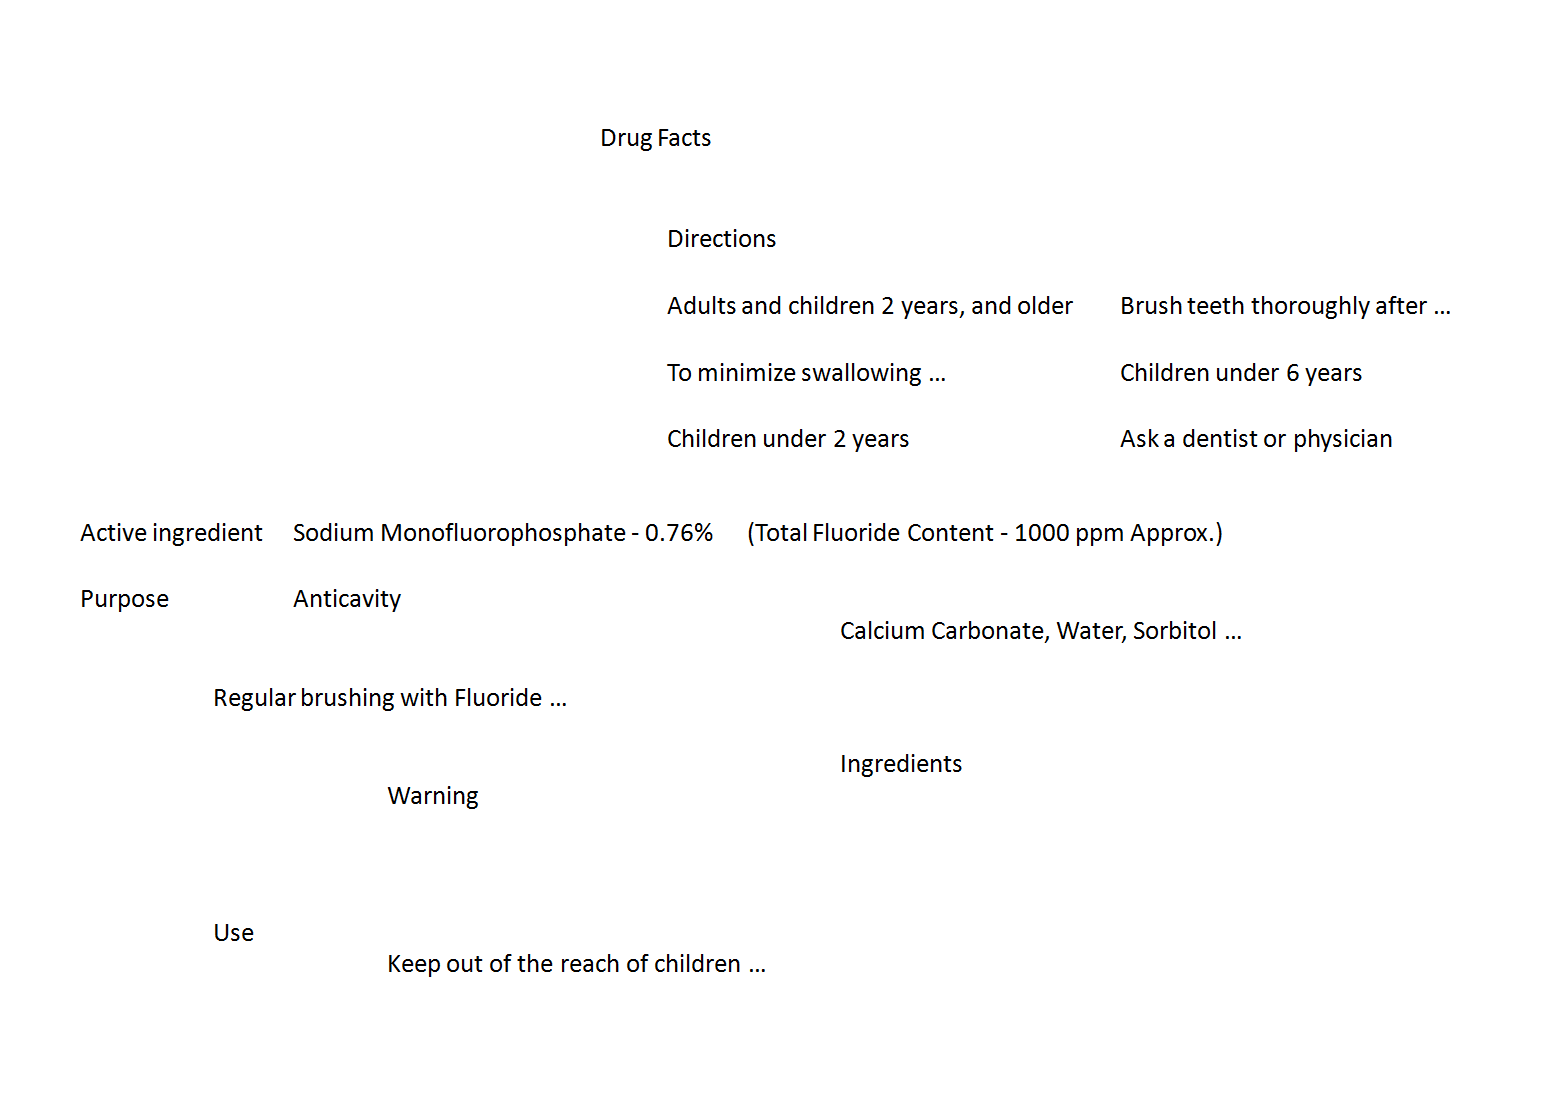 Drug Facts
Directions
Adults and children 2 years, and older Brush teeth thoroughly after ...
To minimize swallowing ... Children under 6 years
Children under 2 years Ask a dentist or physician
Active ingredient Sodium Monofluorophosphate - 0.76% (Total Fluoride Content - 1000 ppm Approx.)
Purpose Anticavity
Calcium Carbonate, Water, Sorbitol ...
Regular brushing with Fluoride ...
Ingredients
Warning
Use
Keep out of the reach of children ...